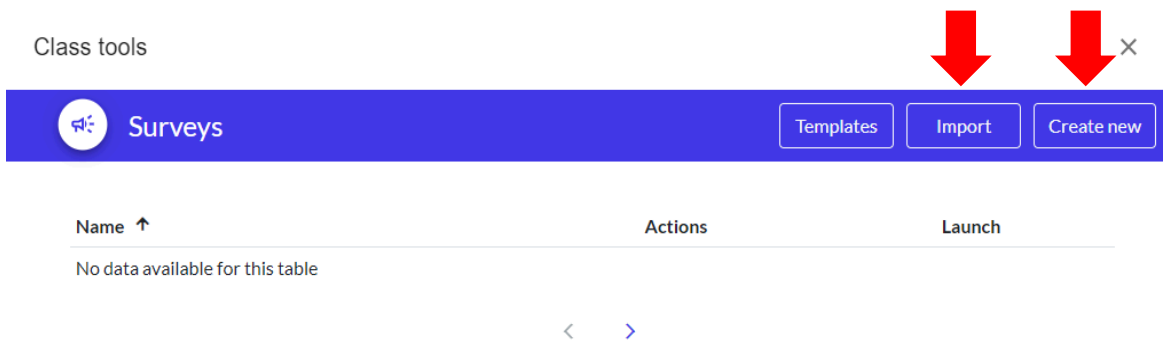 Class tools
Surveys Templates Import Create new
Name Actions Launch
No data available for this table